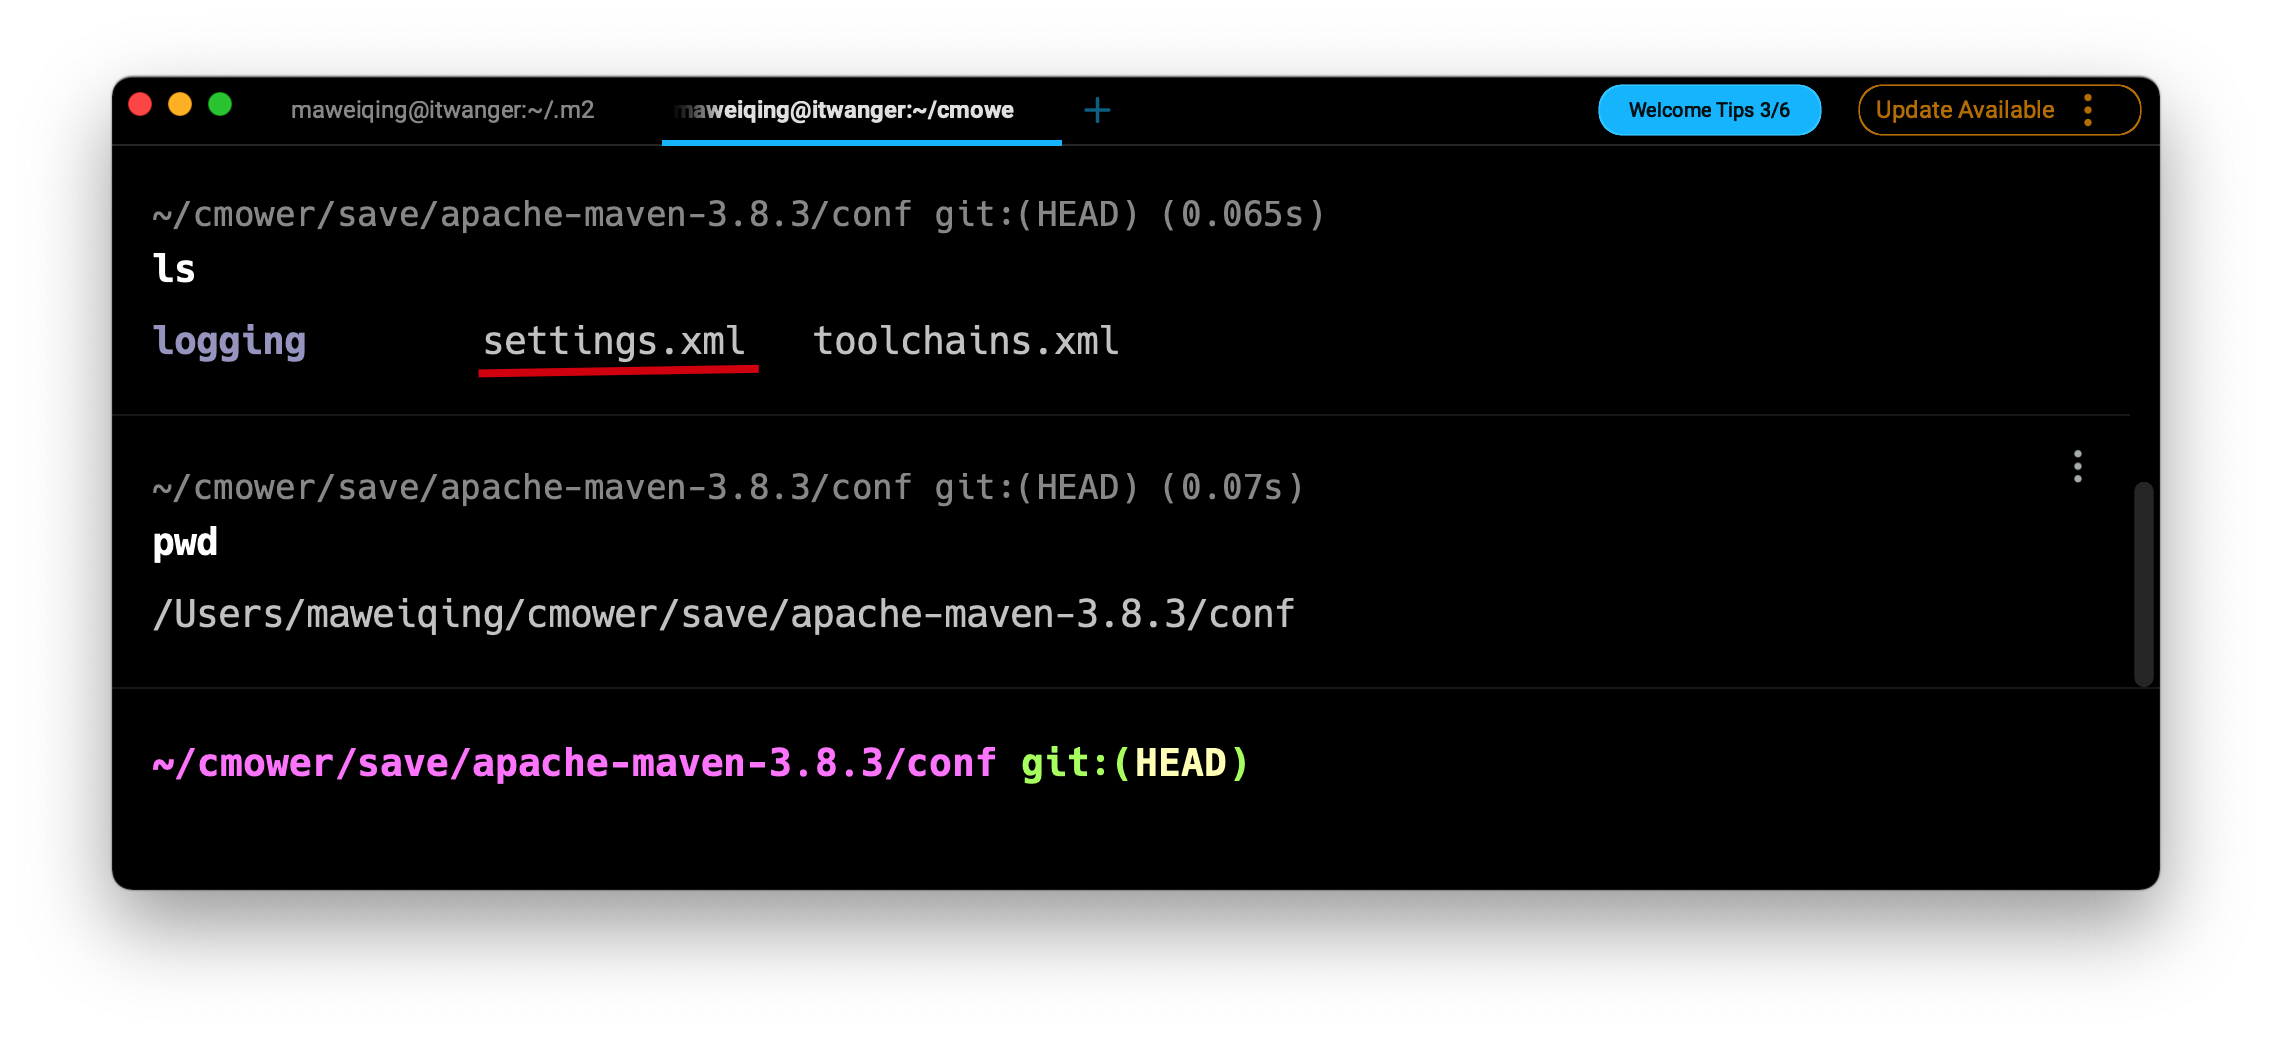 maweiqing@itwanger:~/.m2
maweiqing@itwanger:~/cmowe
+
Welcome Tips 3/6
Update Available
~/cmower/save/apache-maven-3.8.3/conf git:(HEAD) (0.065s)
ls
logging settings.xml toolchains.xml
~/cmower/save/apache-maven-3.8.3/conf git:(HEAD) (0.07s)
pwd
/Users/maweiqing/cmower/save/apache-maven-3.8.3/conf
~/cmower/save/apache-maven-3.8.3/conf git:(HEAD)